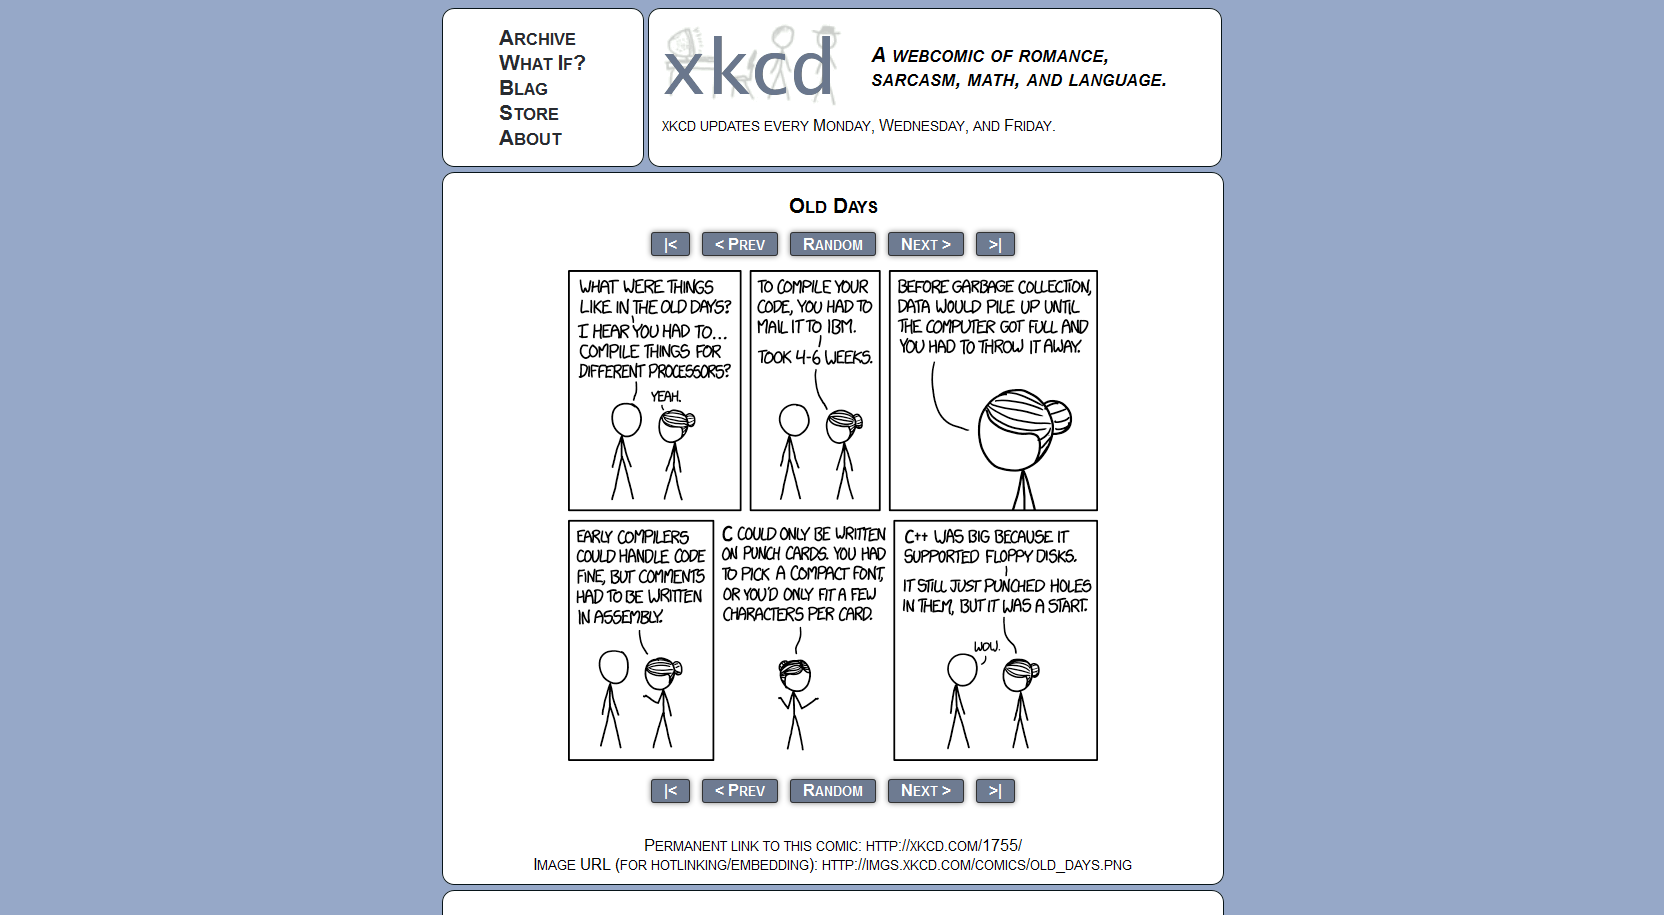 Archive
What If?
Blag
Store
About
xkcd
A webcomic of romance,
sarcasm, math, and language.
xkcd updates every Monday, Wednesday, and Friday.
Old Days
|<
< Prev
Random
Next >
>|
WHAT WERE THINGS
LIKE IN THE OLD DAYS?
I HEAR YOU HAD TO...
COMPILE THINGS FOR
DIFFERENT PROCESSORS?
YEAH.
TO COMPILE YOUR
CODE, YOU HAD TO
MAIL IT TO IBM.
TOOK 4-6 WEEKS.
BEFORE GARBAGE COLLECTION,
DATA WOULD PILE UP UNTIL
THE COMPUTER GOT FULL AND
YOU HAD TO THROW IT AWAY.
EARLY COMPILERS
COULD HANDLE CODE
FINE, BUT COMMENTS
HAD TO BE WRITTEN
IN ASSEMBLY.
C COULD ONLY BE WRITTEN
ON PUNCH CARDS. YOU HAD
TO PICK A COMPACT FONT,
OR YOU'D ONLY FIT A FEW
CHARACTERS PER CARD.
C++ WAS BIG BECAUSE IT
SUPPORTED FLOPPY DISKS.
IT STILL JUST PUNCHED HOLES
IN THEM, BUT IT WAS A START.
WOW.
|<
< Prev
Random
Next >
>|
Permanent link to this comic: http://xkcd.com/1755/
Image URL (for hotlinking/embedding): http://imgs.xkcd.com/comics/old_days.png